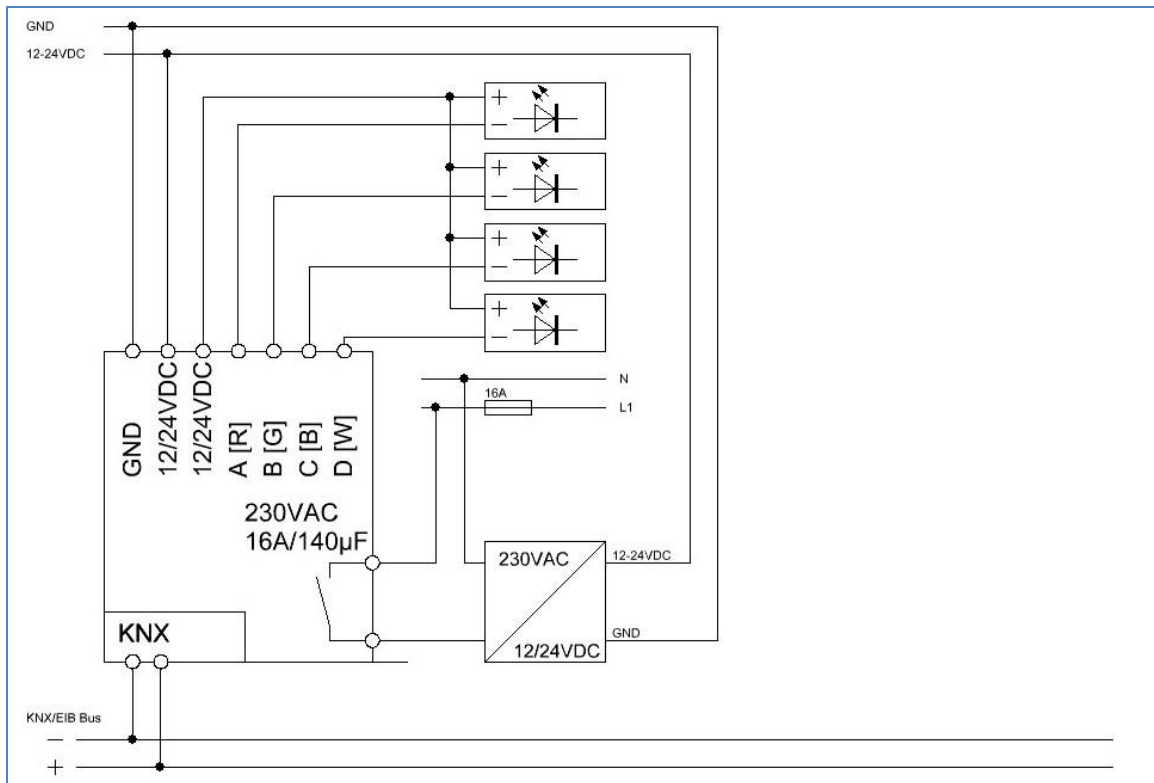 GND
12-24VDC
+
−
+
−
+
−
+
−
N
16A
L1
GND
12/24VDC
12/24VDC
A [R]
B [G]
C [B]
D [W]
230VAC
16A/140µF
230VAC
12-24VDC
GND
12/24VDC
KNX
KNX/EIB Bus
−
+